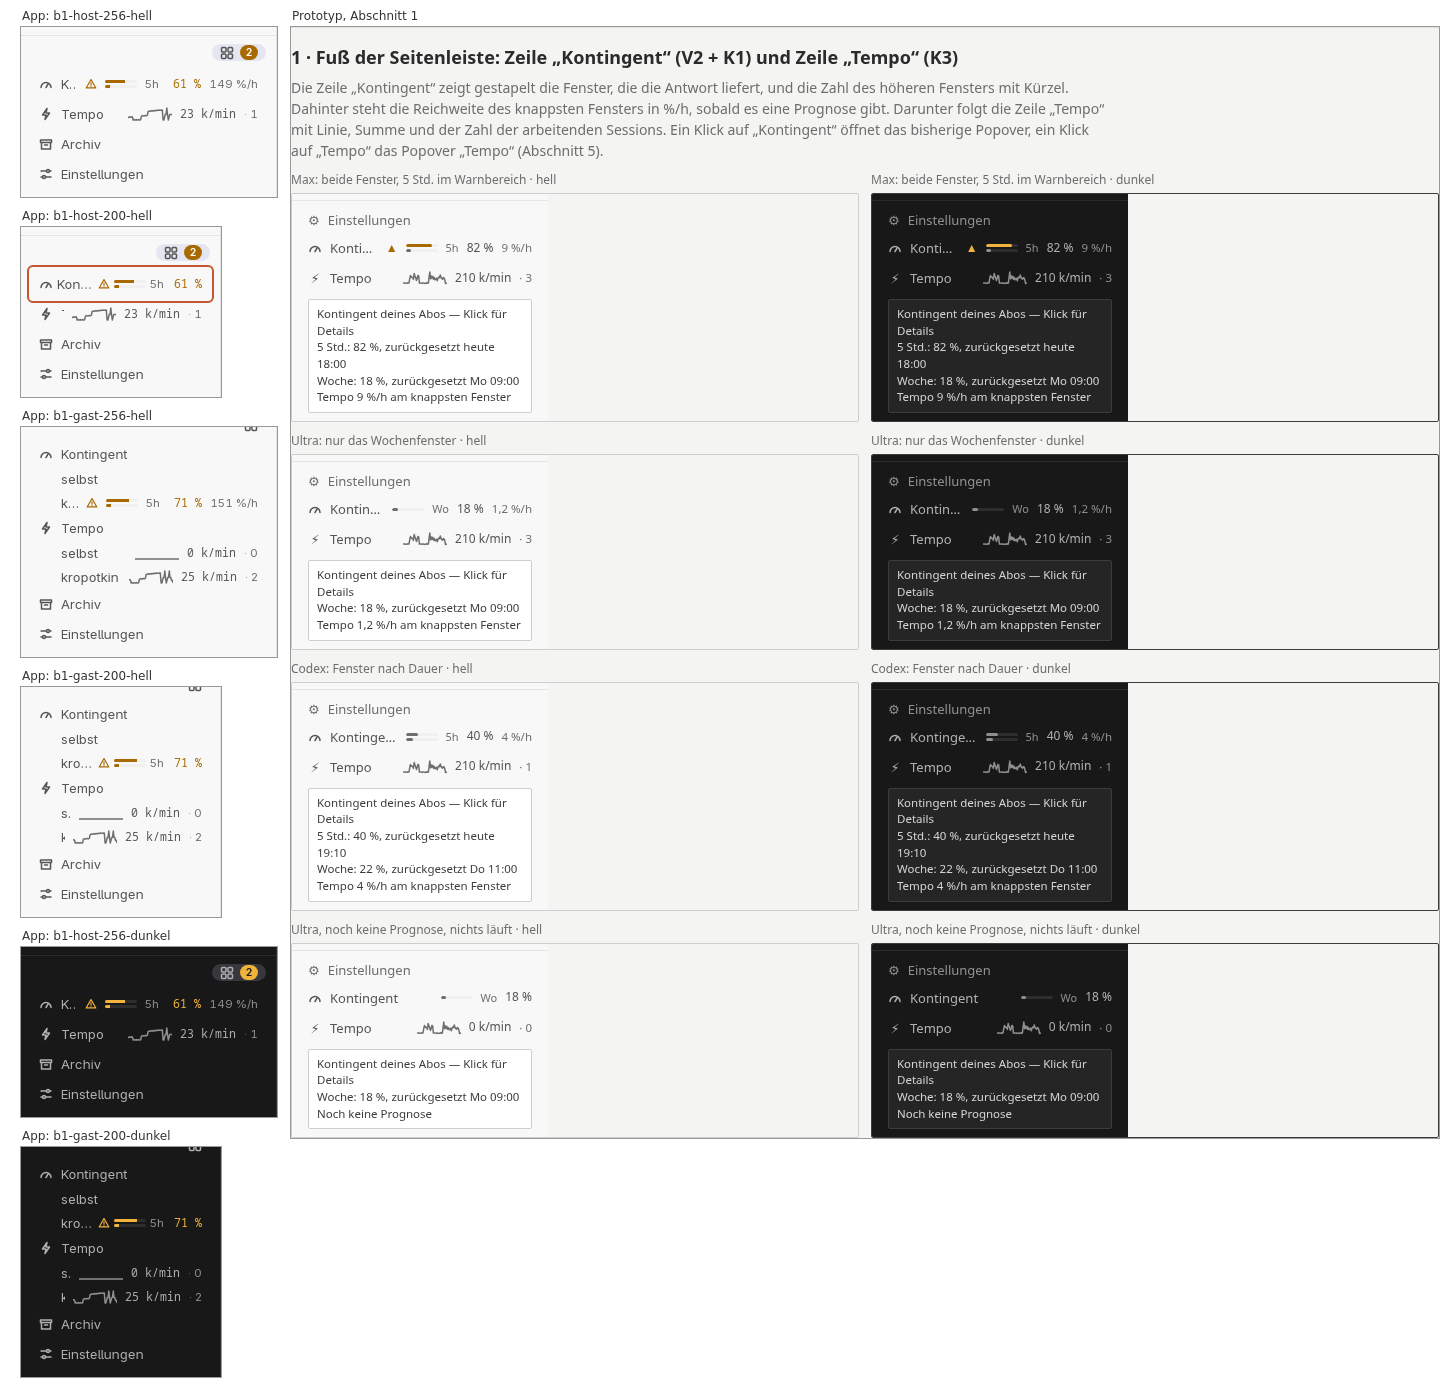 App: b1-host-256-hell
2
K.. 5h 61 % 149 %/h
Tempo 23 k/min · 1
Archiv
Einstellungen
App: b1-host-200-hell
2
Kon… 5h 61 %
23 k/min · 1
Archiv
Einstellungen
App: b1-gast-256-hell
Kontingent
selbst
k… 5h 71 % 151 %/h
Tempo
selbst 0 k/min · 0
kropotkin 25 k/min · 2
Archiv
Einstellungen
App: b1-gast-200-hell
Kontingent
selbst
kro… 5h 71 %
Tempo
s. 0 k/min · 0
25 k/min · 2
Archiv
Einstellungen
App: b1-host-256-dunkel
2
K.. 5h 61 % 149 %/h
Tempo 23 k/min · 1
Archiv
Einstellungen
App: b1-gast-200-dunkel
Kontingent
selbst
kro… 5h 71 %
Tempo
s. 0 k/min · 0
25 k/min · 2
Archiv
Einstellungen
Prototyp, Abschnitt 1
1 · Fuß der Seitenleiste: Zeile „Kontingent“ (V2 + K1) und Zeile „Tempo“ (K3)
Die Zeile „Kontingent“ zeigt gestapelt die Fenster, die die Antwort liefert, und die Zahl des höheren Fensters mit Kürzel.
Dahinter steht die Reichweite des knappsten Fensters in %/h, sobald es eine Prognose gibt. Darunter folgt die Zeile „Tempo“
mit Linie, Summe und der Zahl der arbeitenden Sessions. Ein Klick auf „Kontingent“ öffnet das bisherige Popover, ein Klick
auf „Tempo“ das Popover „Tempo“ (Abschnitt 5).
Max: beide Fenster, 5 Std. im Warnbereich · hell
Einstellungen
Konti… ▲ 5h 82 % 9 %/h
Tempo 210 k/min · 3
Kontingent deines Abos — Klick für
Details
5 Std.: 82 %, zurückgesetzt heute
18:00
Woche: 18 %, zurückgesetzt Mo 09:00
Tempo 9 %/h am knappsten Fenster
Max: beide Fenster, 5 Std. im Warnbereich · dunkel
Einstellungen
Konti… ▲ 5h 82 % 9 %/h
Tempo 210 k/min · 3
Kontingent deines Abos — Klick für
Details
5 Std.: 82 %, zurückgesetzt heute
18:00
Woche: 18 %, zurückgesetzt Mo 09:00
Tempo 9 %/h am knappsten Fenster
Ultra: nur das Wochenfenster · hell
Einstellungen
Kontin… Wo 18 % 1,2 %/h
Tempo 210 k/min · 3
Kontingent deines Abos — Klick für
Details
Woche: 18 %, zurückgesetzt Mo 09:00
Tempo 1,2 %/h am knappsten Fenster
Ultra: nur das Wochenfenster · dunkel
Einstellungen
Kontin… Wo 18 % 1,2 %/h
Tempo 210 k/min · 3
Kontingent deines Abos — Klick für
Details
Woche: 18 %, zurückgesetzt Mo 09:00
Tempo 1,2 %/h am knappsten Fenster
Codex: Fenster nach Dauer · hell
Einstellungen
Kontinge… 5h 40 % 4 %/h
Tempo 210 k/min · 1
Kontingent deines Abos — Klick für
Details
5 Std.: 40 %, zurückgesetzt heute
19:10
Woche: 22 %, zurückgesetzt Do 11:00
Tempo 4 %/h am knappsten Fenster
Codex: Fenster nach Dauer · dunkel
Einstellungen
Kontinge… 5h 40 % 4 %/h
Tempo 210 k/min · 1
Kontingent deines Abos — Klick für
Details
5 Std.: 40 %, zurückgesetzt heute
19:10
Woche: 22 %, zurückgesetzt Do 11:00
Tempo 4 %/h am knappsten Fenster
Ultra, noch keine Prognose, nichts läuft · hell
Einstellungen
Kontingent Wo 18 %
Tempo 0 k/min · 0
Kontingent deines Abos — Klick für
Details
Woche: 18 %, zurückgesetzt Mo 09:00
Noch keine Prognose
Ultra, noch keine Prognose, nichts läuft · dunkel
Einstellungen
Kontingent Wo 18 %
Tempo 0 k/min · 0
Kontingent deines Abos — Klick für
Details
Woche: 18 %, zurückgesetzt Mo 09:00
Noch keine Prognose